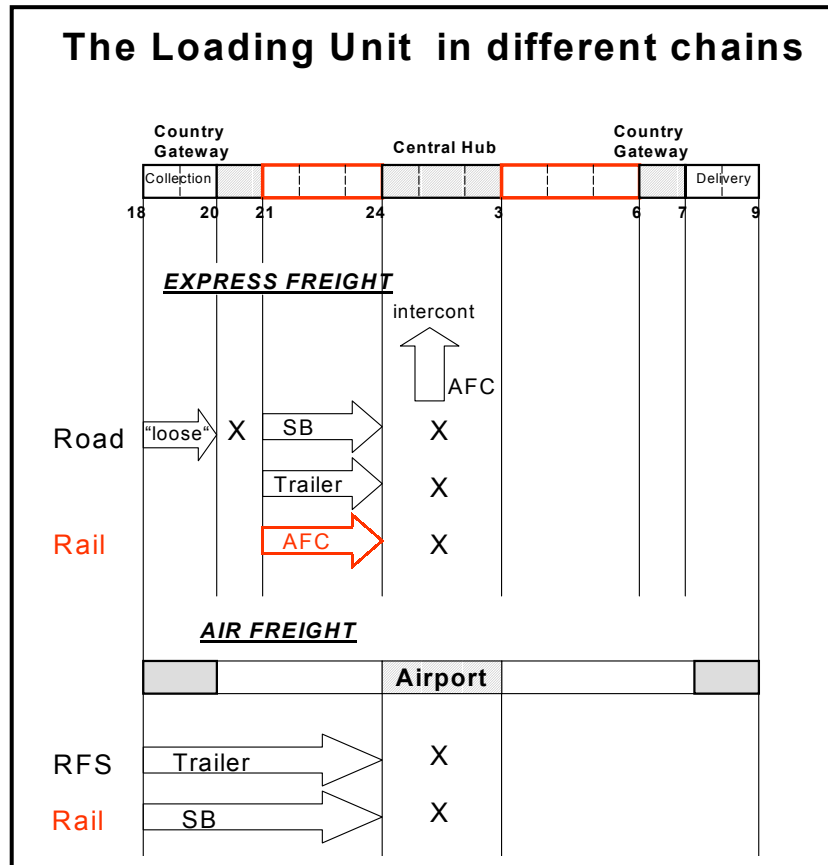 The Loading Unit in different chains
Country
Gateway
Central Hub
Country
Gateway
Collection
Delivery
18 20 21 24 3 6 7 9
EXPRESS FREIGHT
intercont
AFC
Road "loose“ X SB X
Trailer X
Rail AFC X
AIR FREIGHT
Airport
RFS Trailer X
Rail SB X